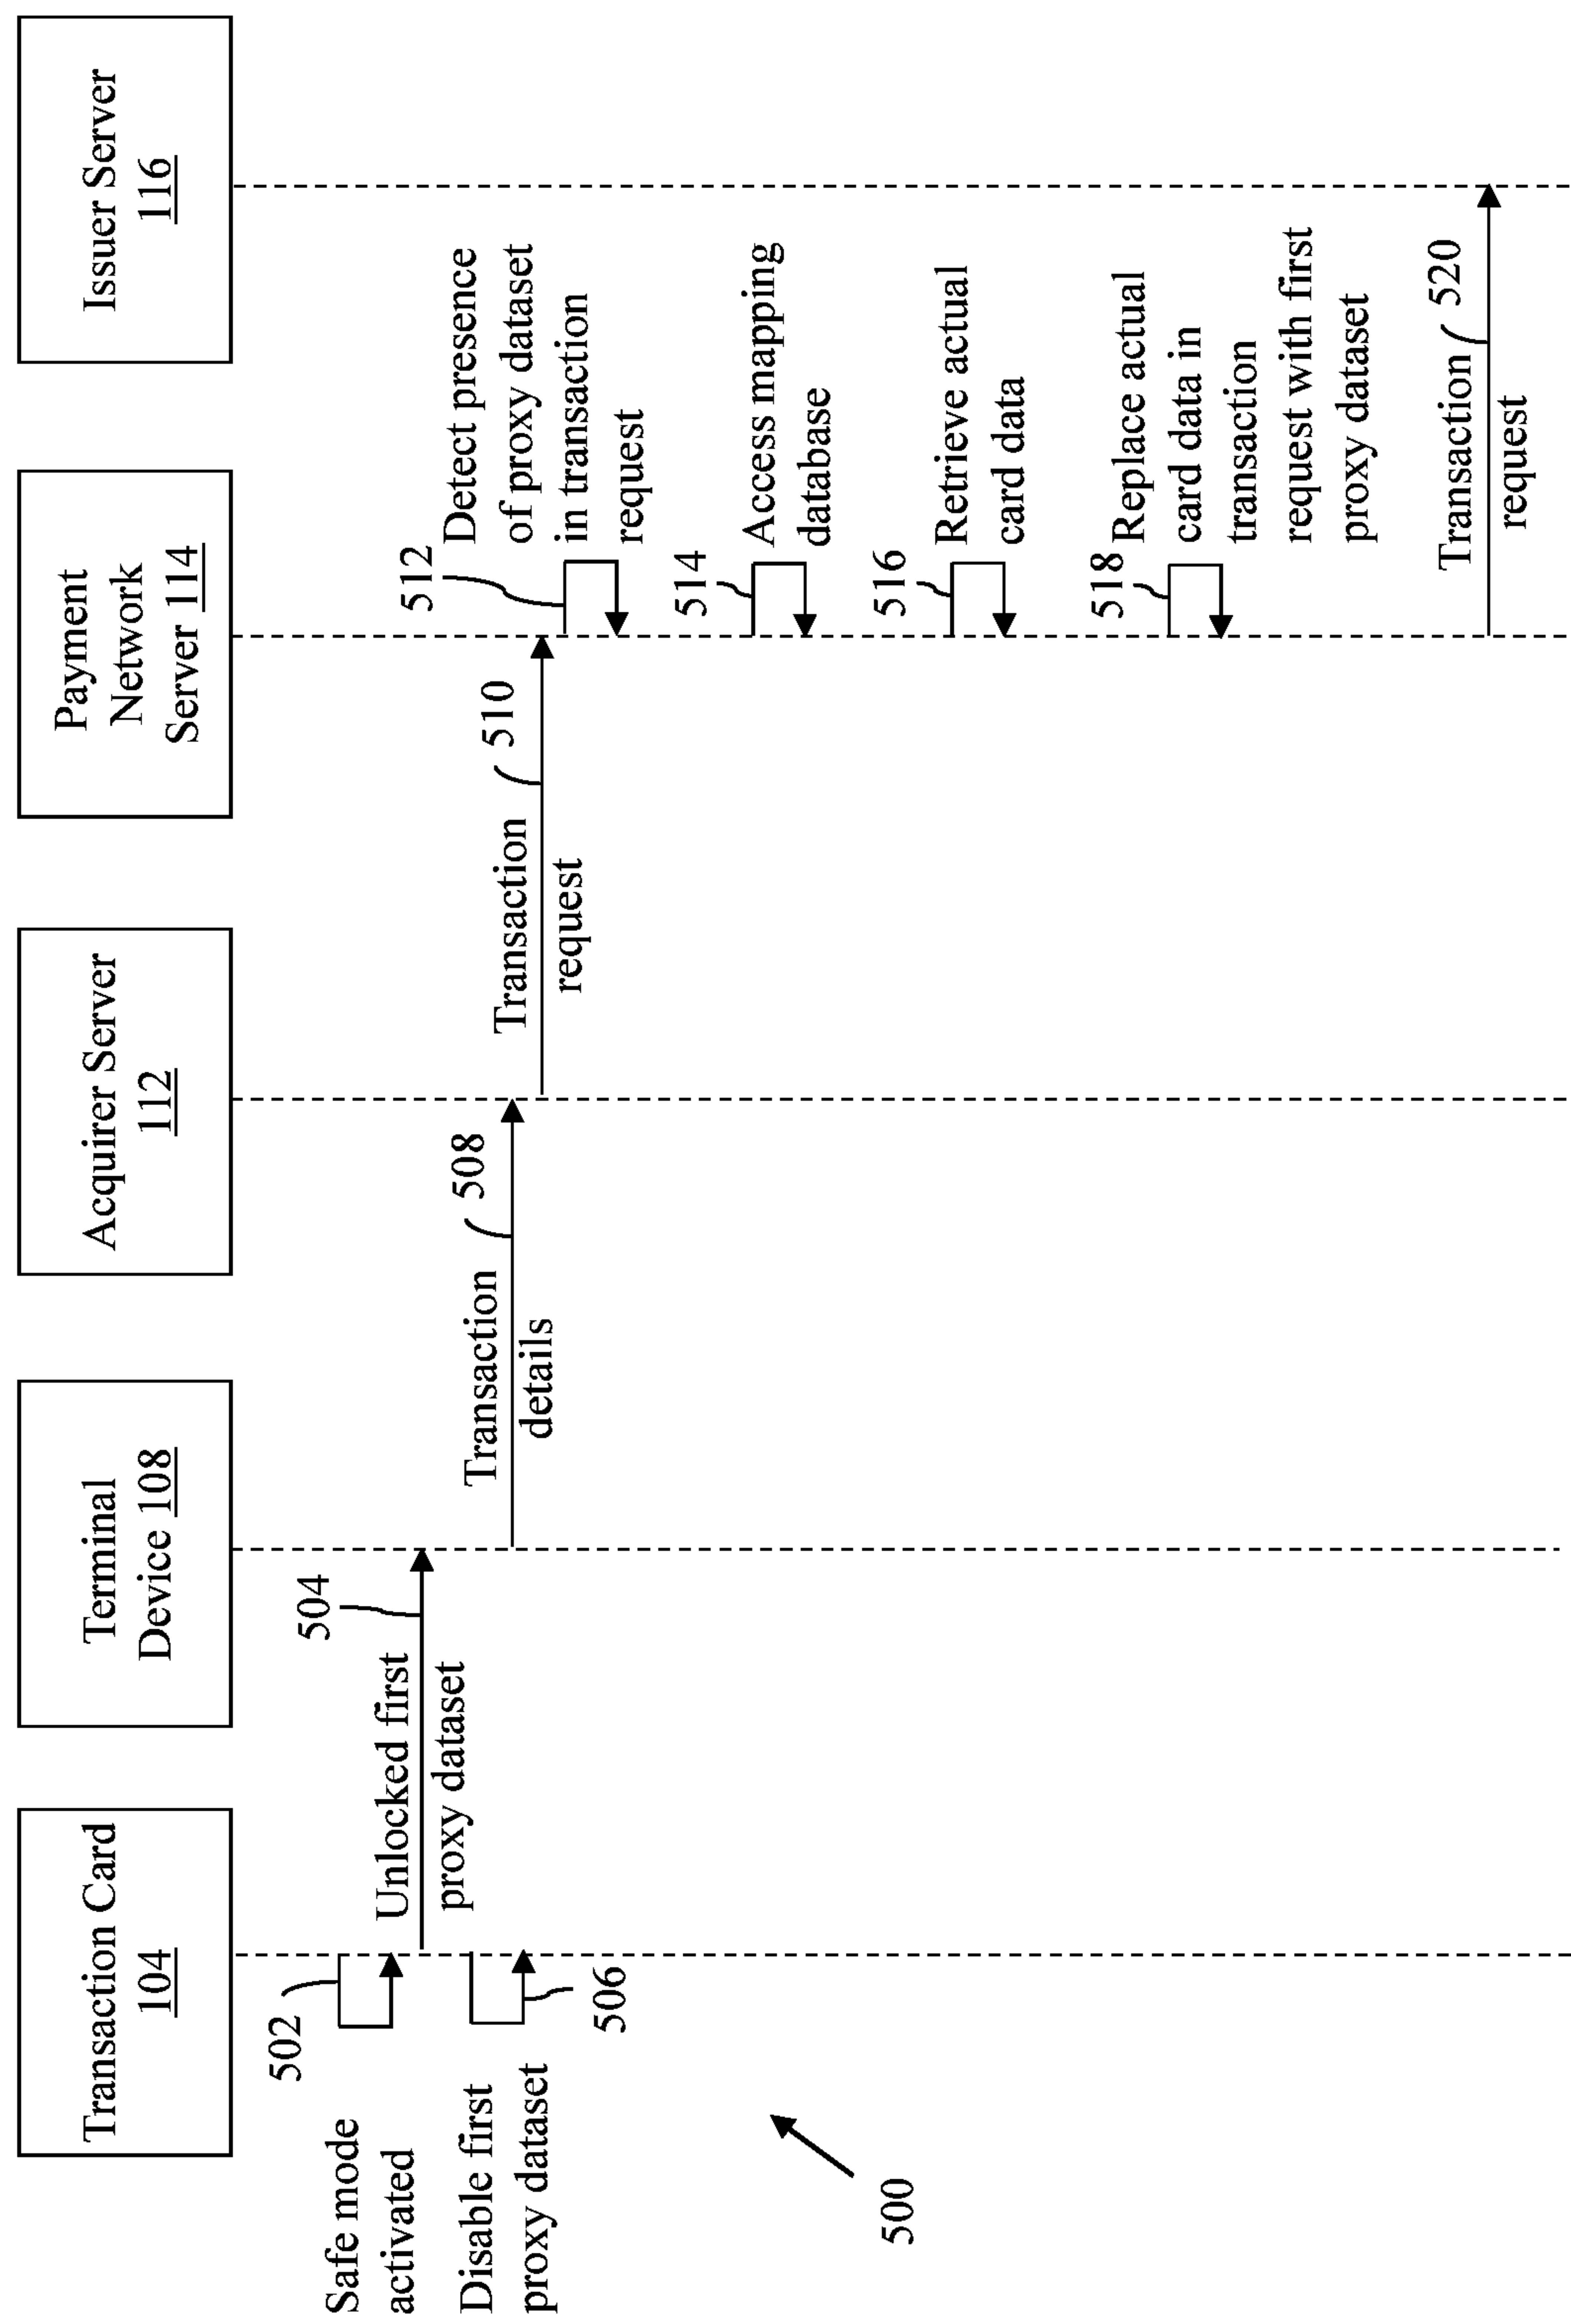 Transaction Card
104
Terminal
Device 108
Acquirer Server
112
Payment
Network
Server 114
Issuer Server
116
502
Safe mode
activated
504
Unlocked first
proxy dataset
506
Disable first
proxy dataset
508
Transaction
details
510
Transaction
request
512
Detect presence
of proxy dataset
in transaction
request
514
Access mapping
database
516
Retrieve actual
card data
518
Replace actual
card data in
transaction
request with first
proxy dataset
520
Transaction
request
500